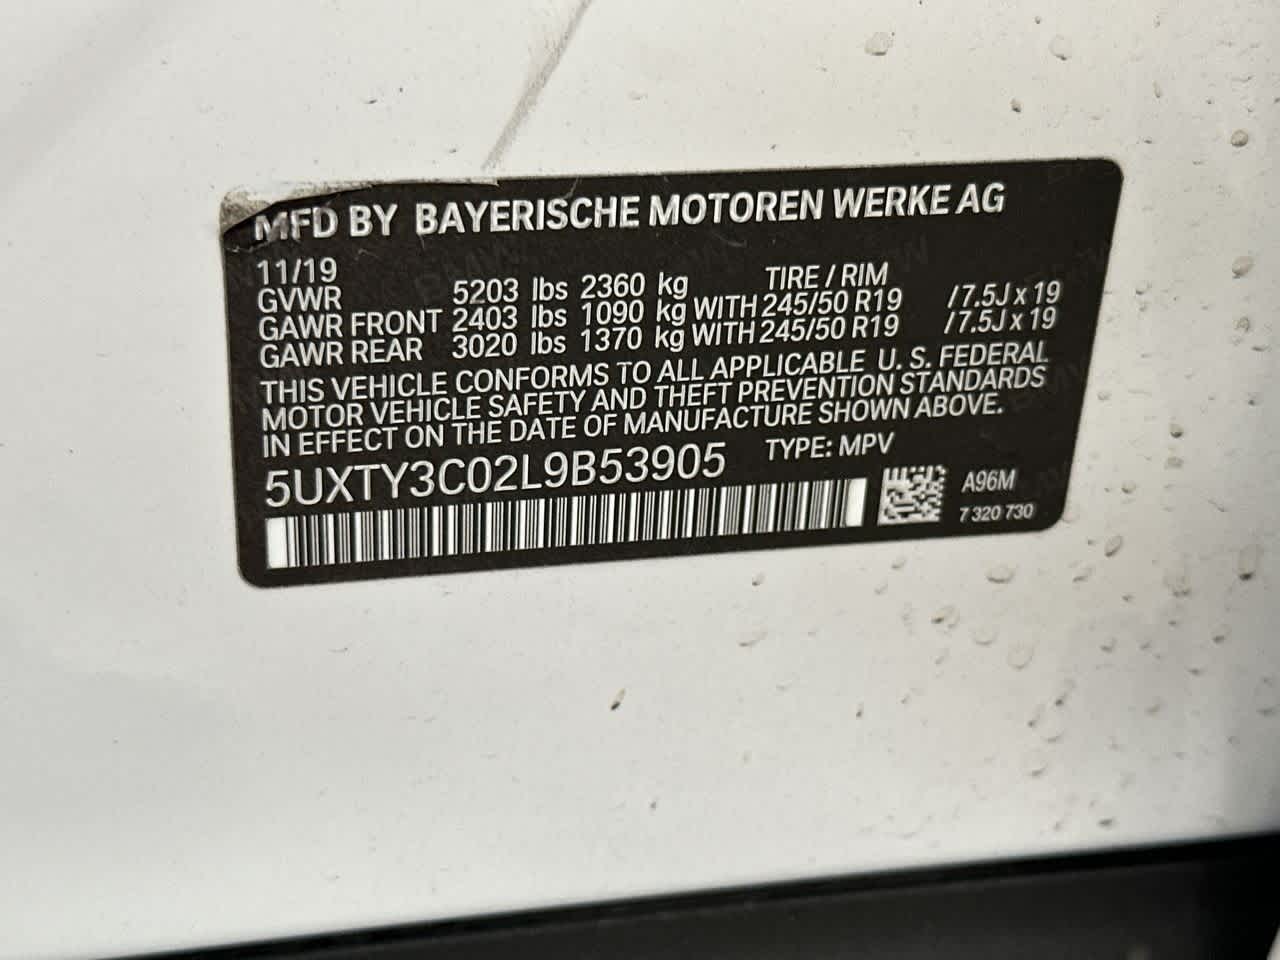 MFD BY BAYERISCHE MOTOREN WERKE AG
11/19
GVWR 5203 lbs 2360 kg TIRE / RIM
GAWR FRONT 2403 lbs 1090 kg WITH 245/50 R19 / 7.5J x 19
GAWR REAR 3020 lbs 1370 kg WITH 245/50 R19 / 7.5J x 19
THIS VEHICLE CONFORMS TO ALL APPLICABLE U. S. FEDERAL
MOTOR VEHICLE SAFETY AND THEFT PREVENTION STANDARDS
IN EFFECT ON THE DATE OF MANUFACTURE SHOWN ABOVE.
5UXTY3C02L9B53905 TYPE: MPV
A96M
7 320 730